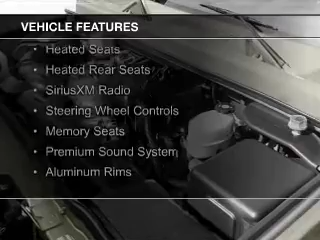 VEHICLE FEATURES
• Heated Seats
• Heated Rear Seats
• SiriusXM Radio
• Steering Wheel Controls
• Memory Seats
• Premium Sound System
• Aluminum Rims